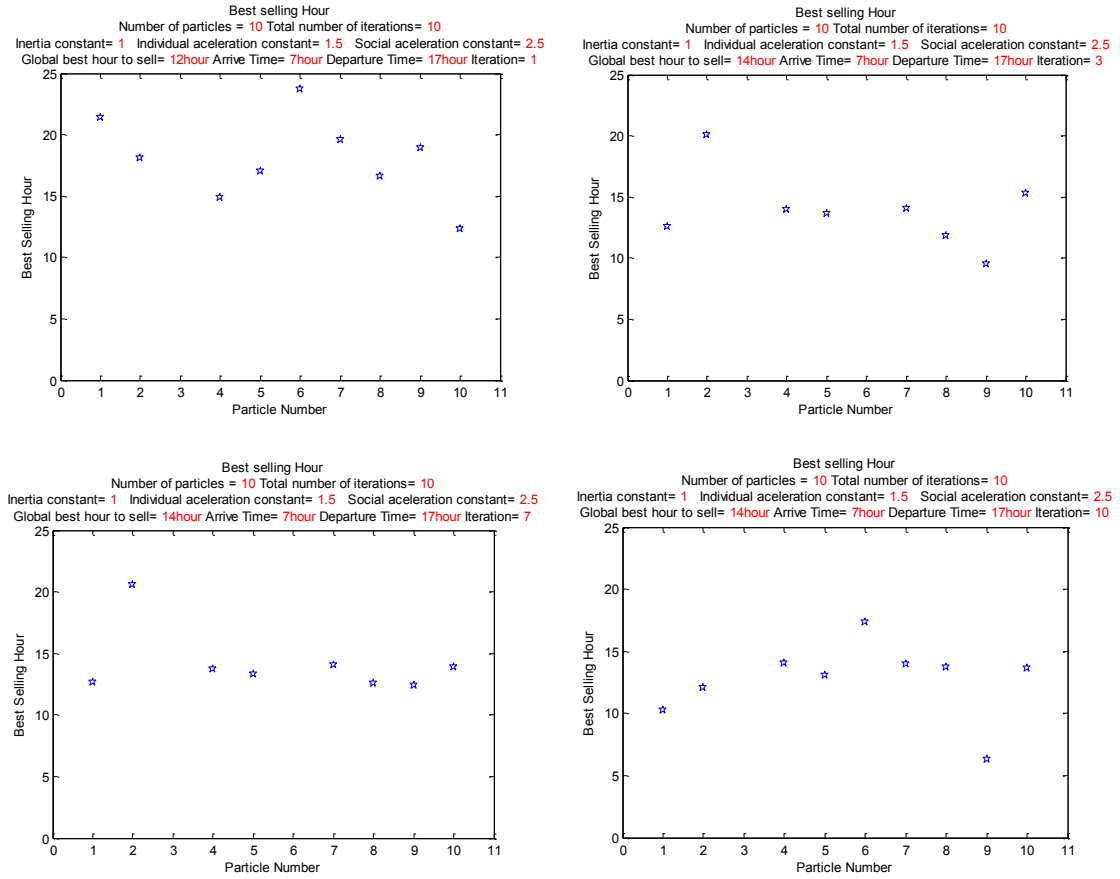 Best selling Hour
Number of particles = 10 Total number of iterations= 10
Inertia constant= 1 Individual aceleration constant= 1.5 Social aceleration constant= 2.5
Global best hour to sell= 12hour Arrive Time= 7hour Departure Time= 17hour Iteration= 1
25
20
15
10
5
0
Best Selling Hour
0 1 2 3 4 5 6 7 8 9 10 11
Particle Number
Best selling Hour
Number of particles = 10 Total number of iterations= 10
Inertia constant= 1 Individual aceleration constant= 1.5 Social aceleration constant= 2.5
Global best hour to sell= 14hour Arrive Time= 7hour Departure Time= 17hour Iteration= 3
25
20
15
10
5
0
Best Selling Hour
0 1 2 3 4 5 6 7 8 9 10 11
Particle Number
Best selling Hour
Number of particles = 10 Total number of iterations= 10
Inertia constant= 1 Individual aceleration constant= 1.5 Social aceleration constant= 2.5
Global best hour to sell= 14hour Arrive Time= 7hour Departure Time= 17hour Iteration= 7
25
20
15
10
5
0
Best Selling Hour
0 1 2 3 4 5 6 7 8 9 10 11
Particle Number
Best selling Hour
Number of particles = 10 Total number of iterations= 10
Inertia constant= 1 Individual aceleration constant= 1.5 Social aceleration constant= 2.5
Global best hour to sell= 14hour Arrive Time= 7hour Departure Time= 17hour Iteration= 10
25
20
15
10
5
0
Best Selling Hour
0 1 2 3 4 5 6 7 8 9 10 11
Particle Number